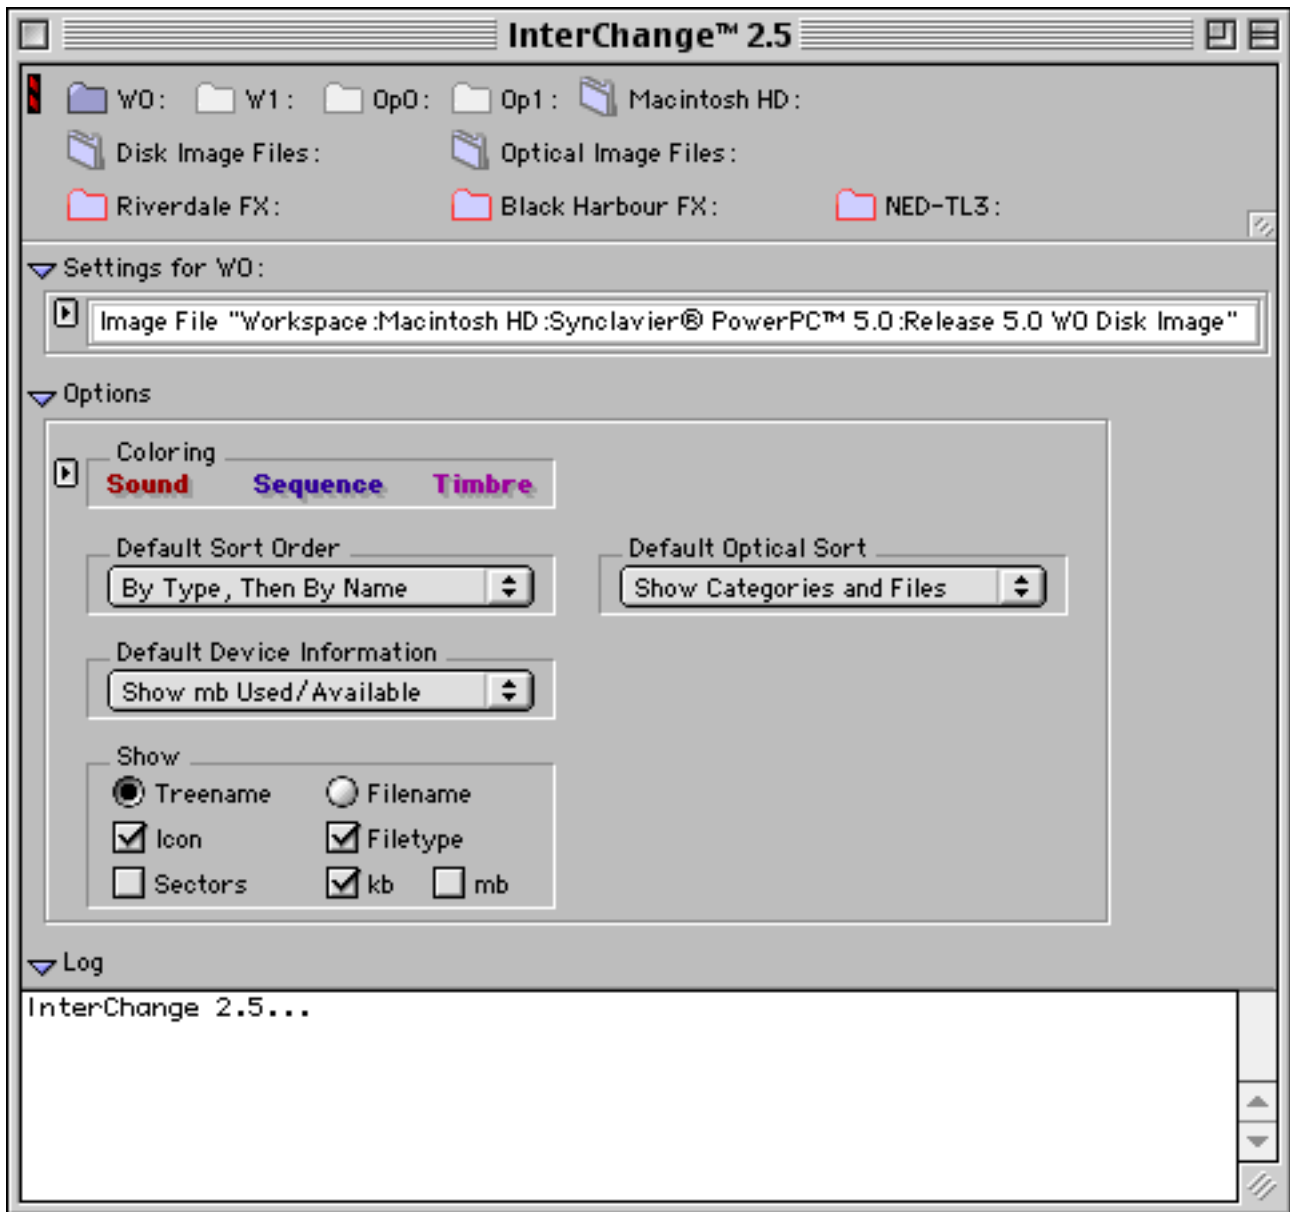 InterChange™ 2.5
W0: W1: Op0: Op1: Macintosh HD:
Disk Image Files: Optical Image Files:
Riverdale FX: Black Harbour FX: NED-TL3:
Settings for W0:
Image File "Workspace:Macintosh HD:Synclavier® PowerPC™ 5.0:Release 5.0 W0 Disk Image"
Options
Coloring
Sound Sequence Timbre
Default Sort Order Default Optical Sort
By Type, Then By Name Show Categories and Files
Default Device Information
Show mb Used/Available
Show
Treename Filename
Icon Filetype
Sectors kb mb
Log
InterChange 2.5...